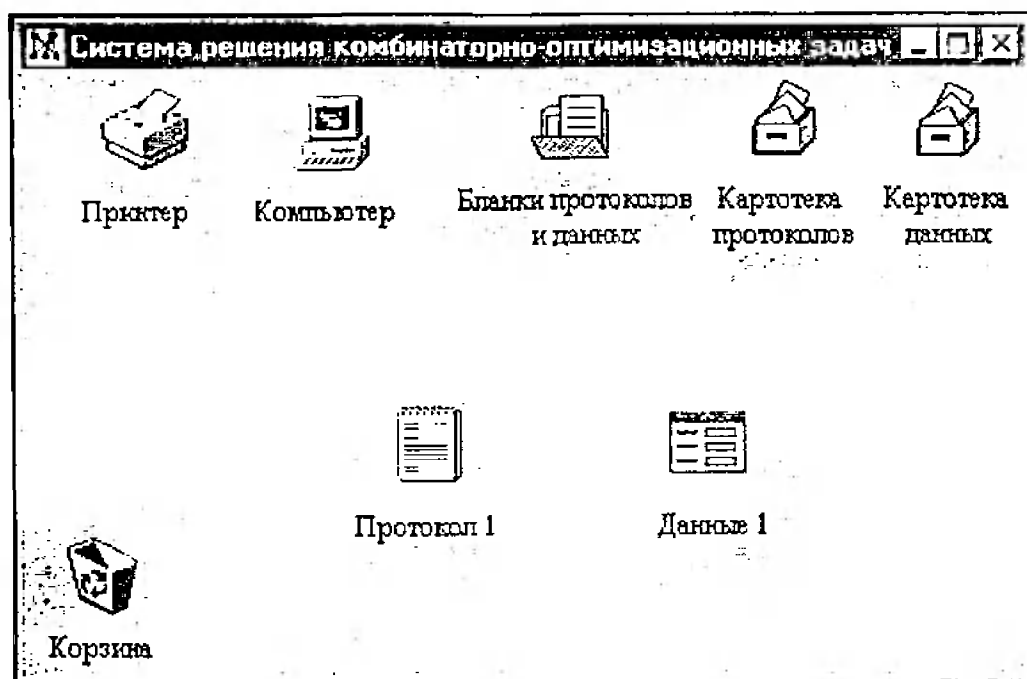 Система решения комбинаторно-оптимизационных задач
Принтер
Компьютер
Бланки протоколов
и данных
Картотека
протоколов
Картотека
данных
Протокол 1
Данные 1
Корзина